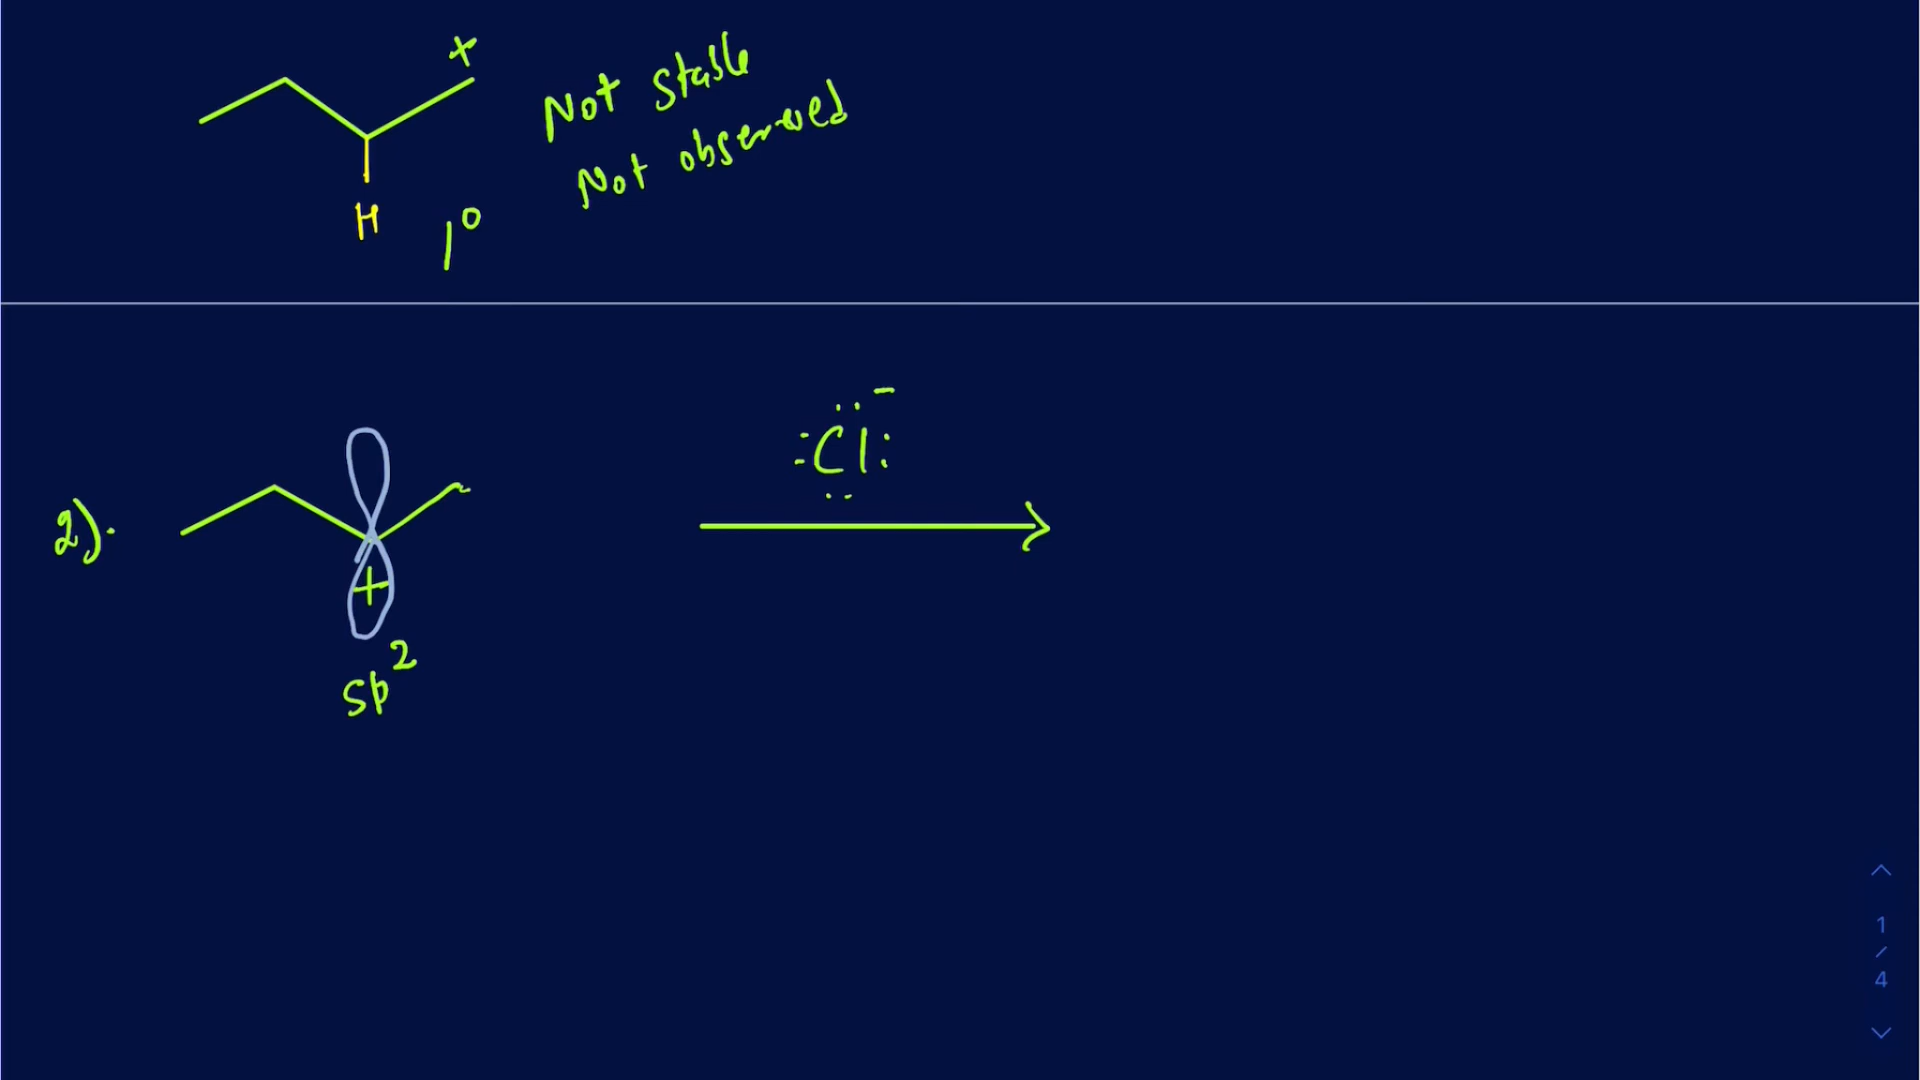 +
Not stable
Not observed
H
1°
:Cl: -
2).
+
sp2
1
/
4